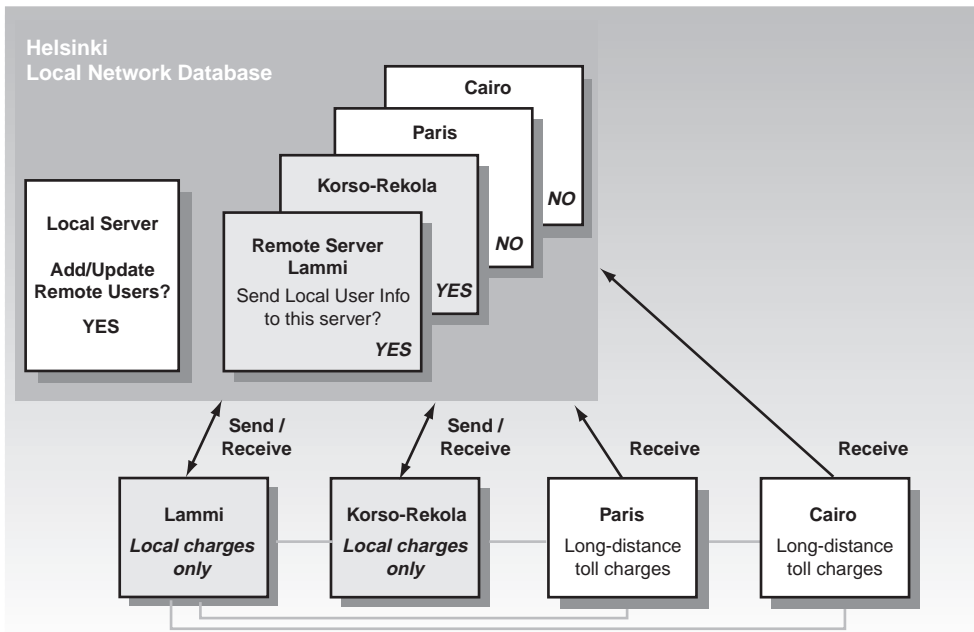 Helsinki
Local Network Database
Cairo
NO
Paris
NO
Korso-Rekola
YES
Remote Server
Lammi
Send Local User Info
to this server?
YES
Local Server
Add/Update
Remote Users?
YES
Send /
Receive
Send /
Receive
Receive
Receive
Lammi
Local charges
only
Korso-Rekola
Local charges
only
Paris
Long-distance
toll charges
Cairo
Long-distance
toll charges